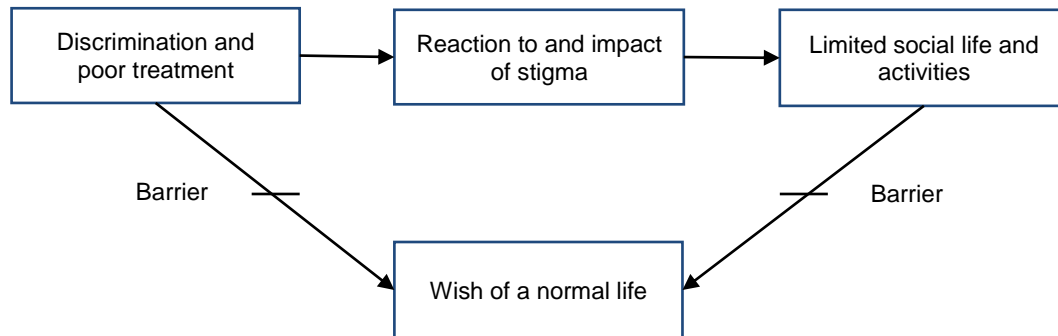 Discrimination and
poor treatment
Reaction to and impact
of stigma
Limited social life and
activities
Barrier
Barrier
Wish of a normal life